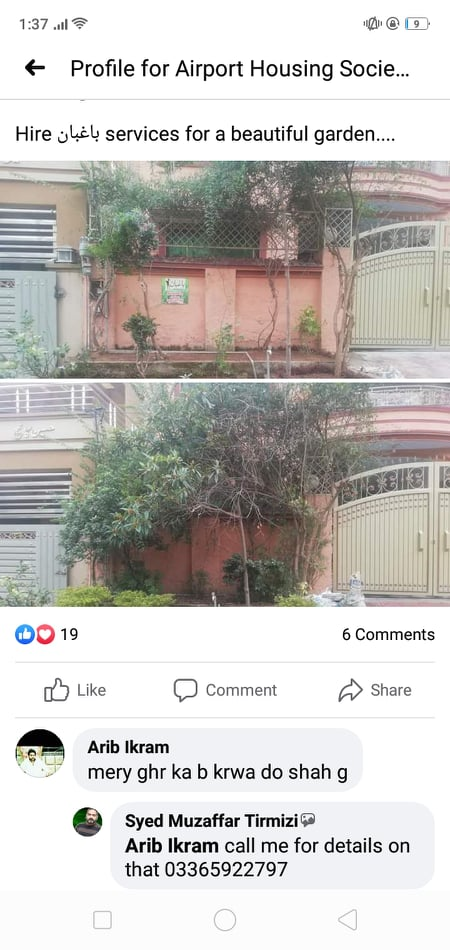 1:37
9
Profile for Airport Housing Socie...
Hire باغبان services for a beautiful garden....
باغبان
19
6 Comments
Like
Comment
Share
Arib Ikram
mery ghr ka b krwa do shah g
Syed Muzaffar Tirmizi
Arib Ikram call me for details on
that 03365922797